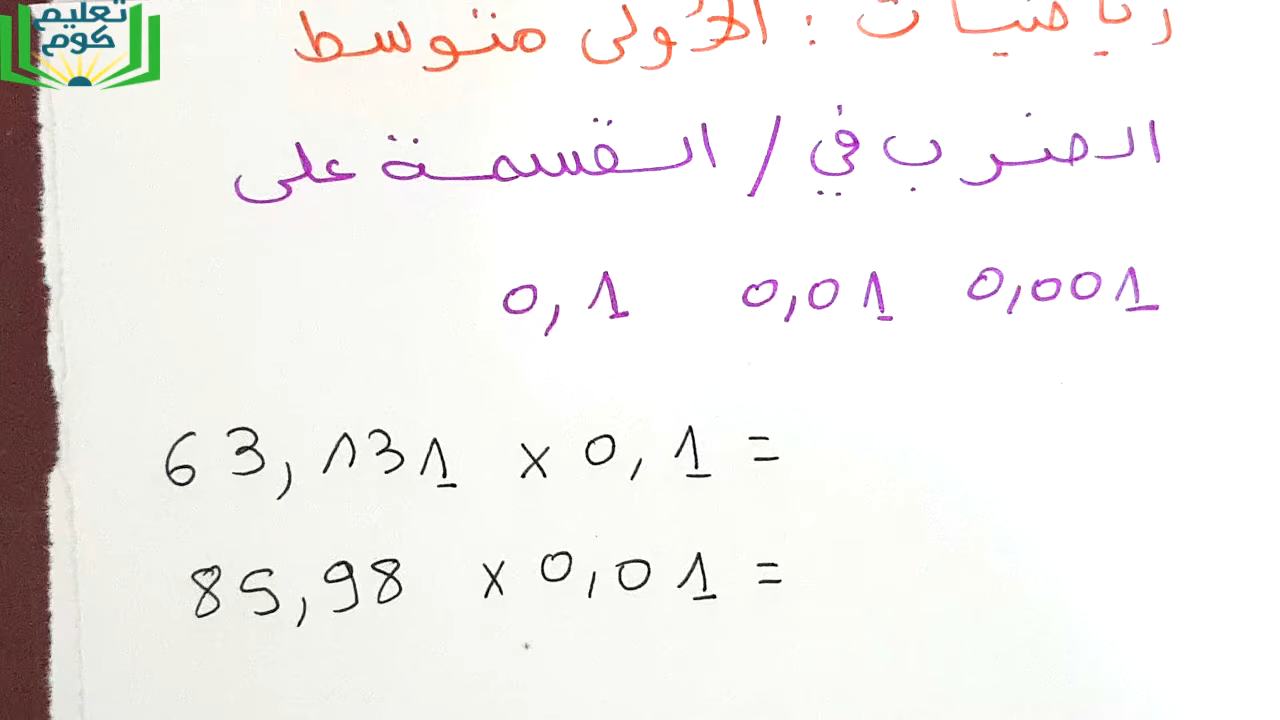 تعليم
كوم
رياضيات : الأولى متوسط
الضرب في / القسمة على
0,1 0,01 0,001
63,131 x 0,1 =
85,98 x 0,01 =